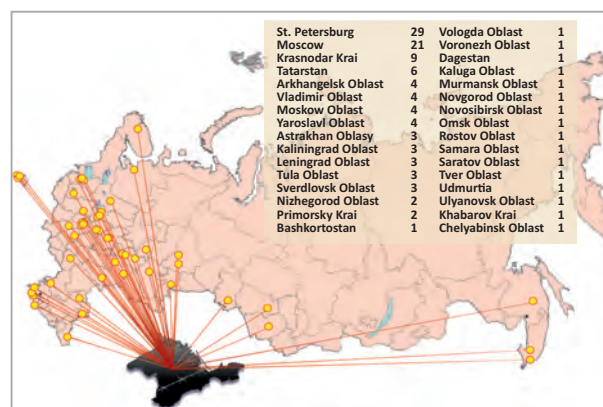 St. Petersburg 29 Vologda Oblast 1
Moscow 21 Voronezh Oblast 1
Krasnodar Krai 9 Dagestan 1
Tatarstan 6 Kaluga Oblast 1
Arkhangelsk Oblast 4 Murmansk Oblast 1
Vladimir Oblast 4 Novgorod Oblast 1
Moskow Oblast 4 Novosibirsk Oblast 1
Yaroslavl Oblast 4 Omsk Oblast 1
Astrakhan Oblasy 3 Rostov Oblast 1
Kaliningrad Oblast 3 Samara Oblast 1
Leningrad Oblast 3 Saratov Oblast 1
Tula Oblast 3 Tver Oblast 1
Sverdlovsk Oblast 3 Udmurtia 1
Nizhegorod Oblast 2 Ulyanovsk Oblast 1
Primorsky Krai 2 Khabarov Krai 1
Bashkortostan 1 Chelyabinsk Oblast 1